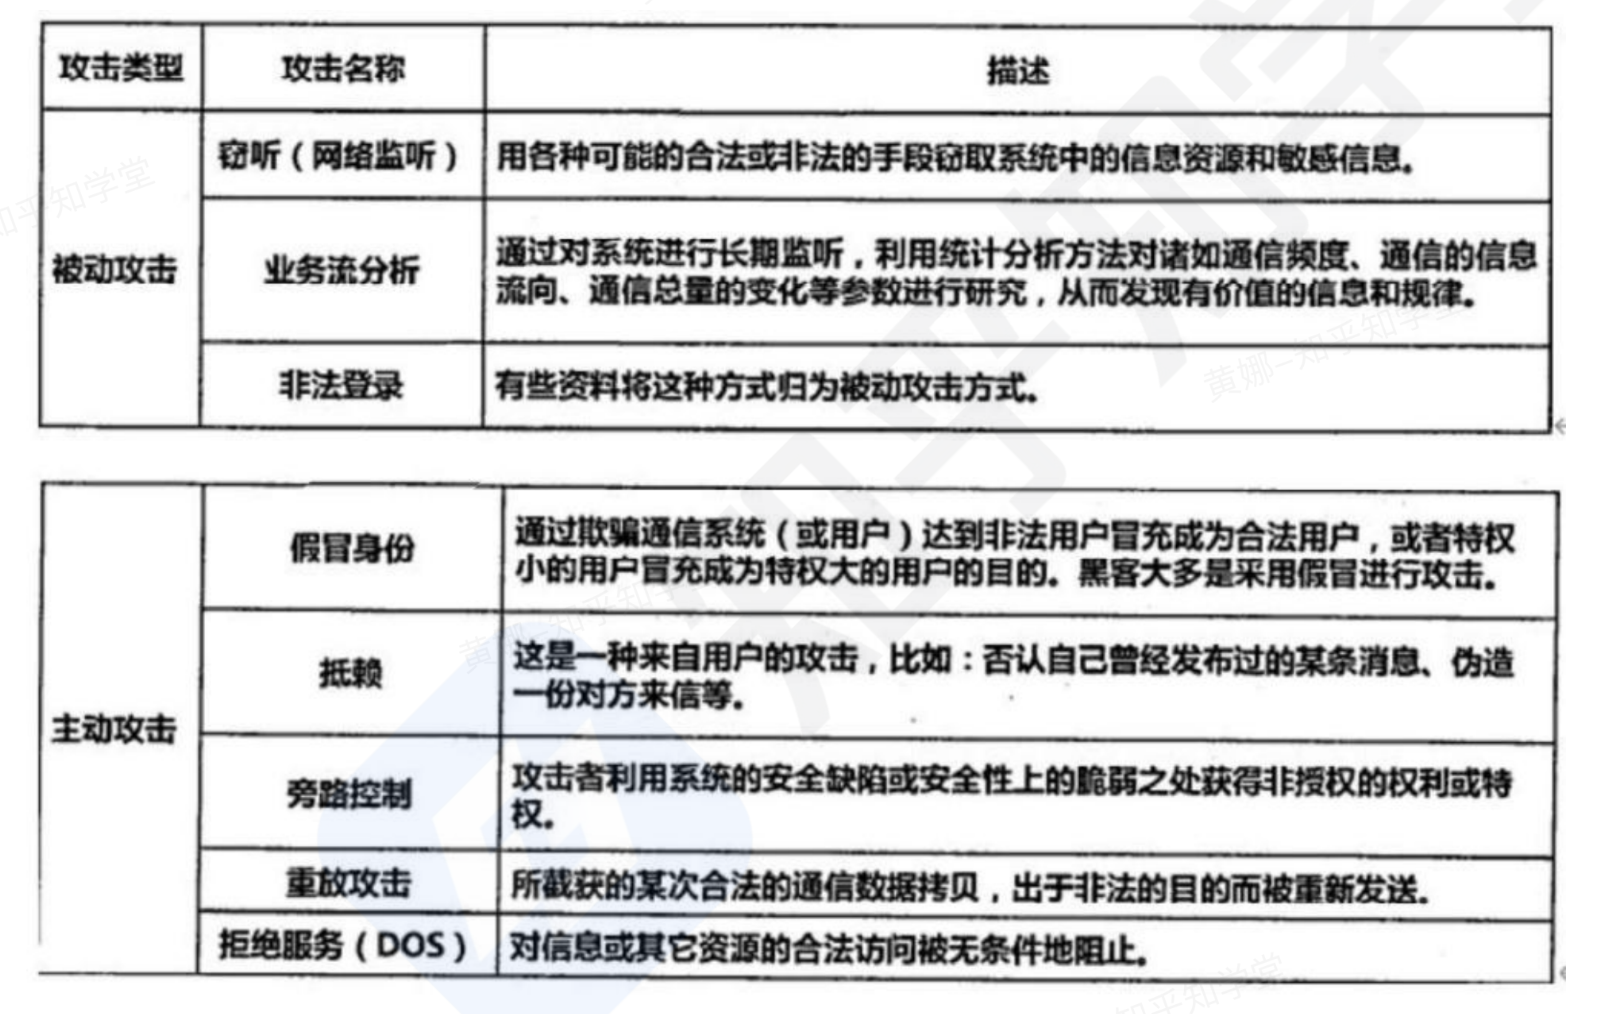 攻击类型 攻击名称 描述
被动攻击
窃听（网络监听） 用各种可能的合法或非法的手段窃取系统中的信息资源和敏感信息。
业务流分析
通过对系统进行长期监听，利用统计分析方法对诸如通信频度、通信的信息
流向、通信总量的变化等参数进行研究，从而发现有价值的信息和规律。
非法登录 有些资料将这种方式归为被动攻击方式。
主动攻击
假冒身份
通过欺骗通信系统（或用户）达到非法用户冒充成为合法用户，或者特权
小的用户冒充成为特权大的用户的目的。黑客大多是采用假冒进行攻击。
抵赖
这是一种来自用户的攻击，比如：否认自己曾经发布过的某条消息、伪造
一份对方来信等。
旁路控制
攻击者利用系统的安全缺陷或安全性上的脆弱之处获得非授权的权利或特
权。
重放攻击 所截获的某次合法的通信数据拷贝，出于非法的目的而被重新发送。
拒绝服务（DOS） 对信息或其它资源的合法访问被无条件地阻止。
知乎知学堂
黄娜-知乎知学堂
黄娜-知乎知
知乎知学堂
知乎知学